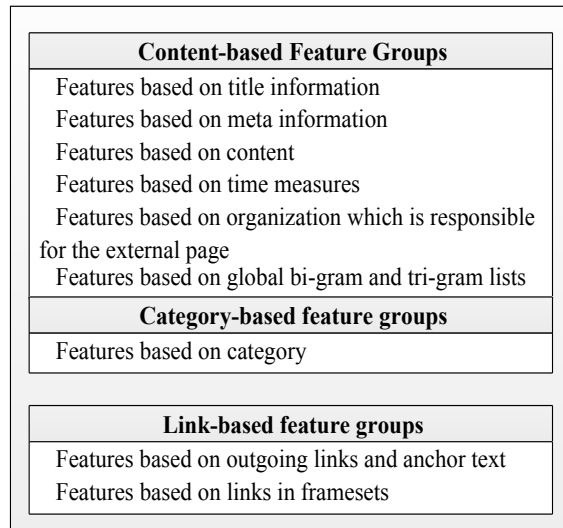 Content-based Feature Groups
Features based on title information
Features based on meta information
Features based on content
Features based on time measures
Features based on organization which is responsible
for the external page
Features based on global bi-gram and tri-gram lists
Category-based feature groups
Features based on category
Link-based feature groups
Features based on outgoing links and anchor text
Features based on links in framesets